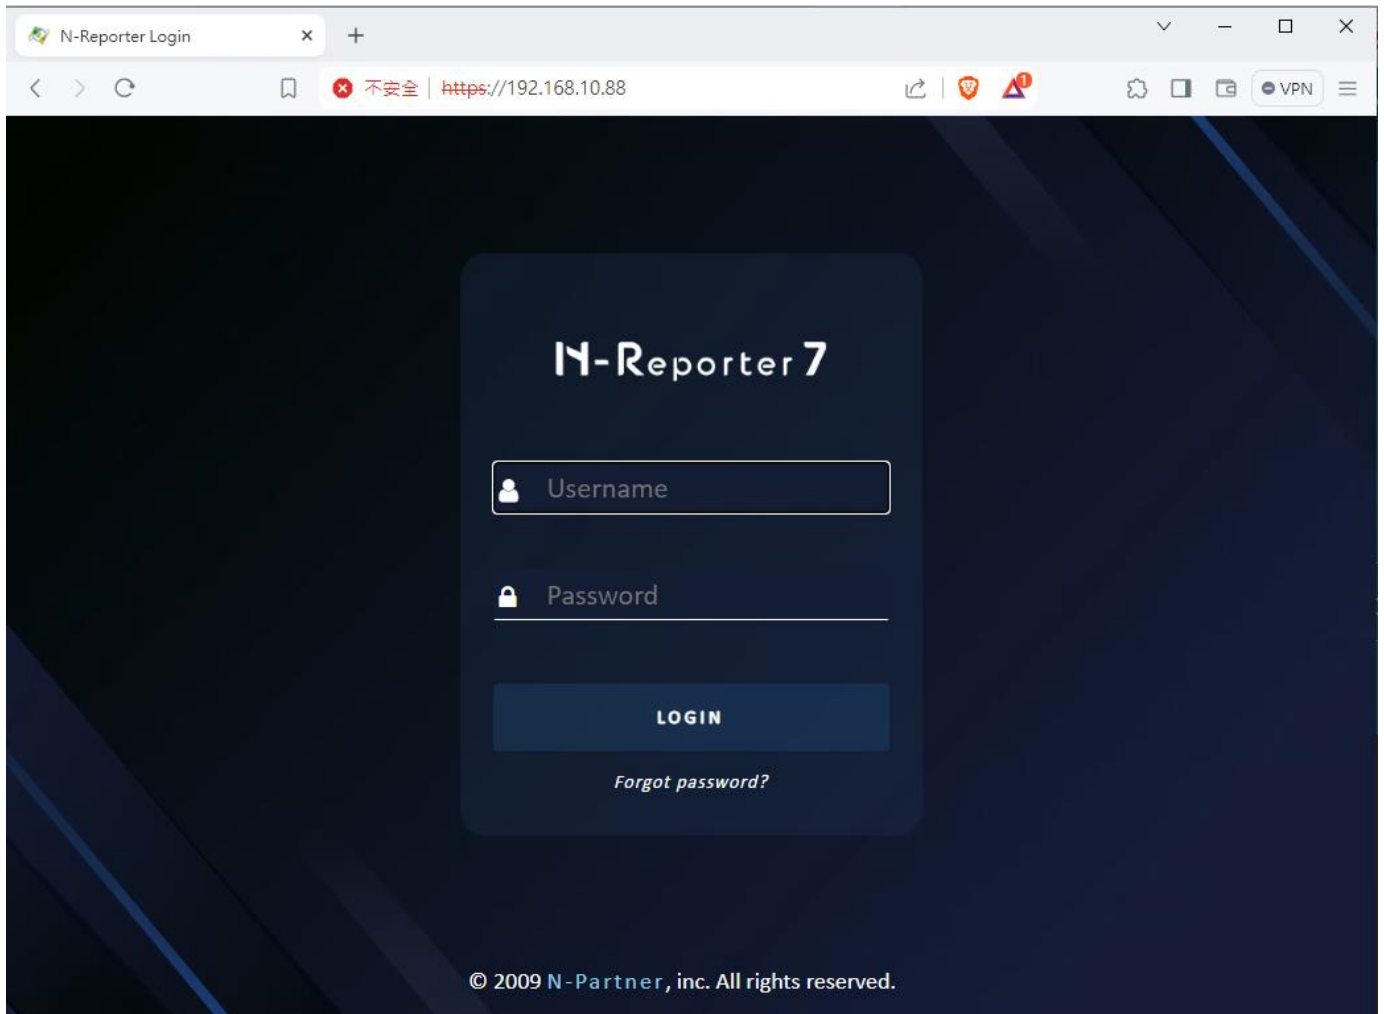 N-Reporter Login
不安全 https://192.168.10.88
1
VPN
N-Reporter 7
Username
Password
LOGIN
Forgot password?
© 2009 N-Partner, inc. All rights reserved.